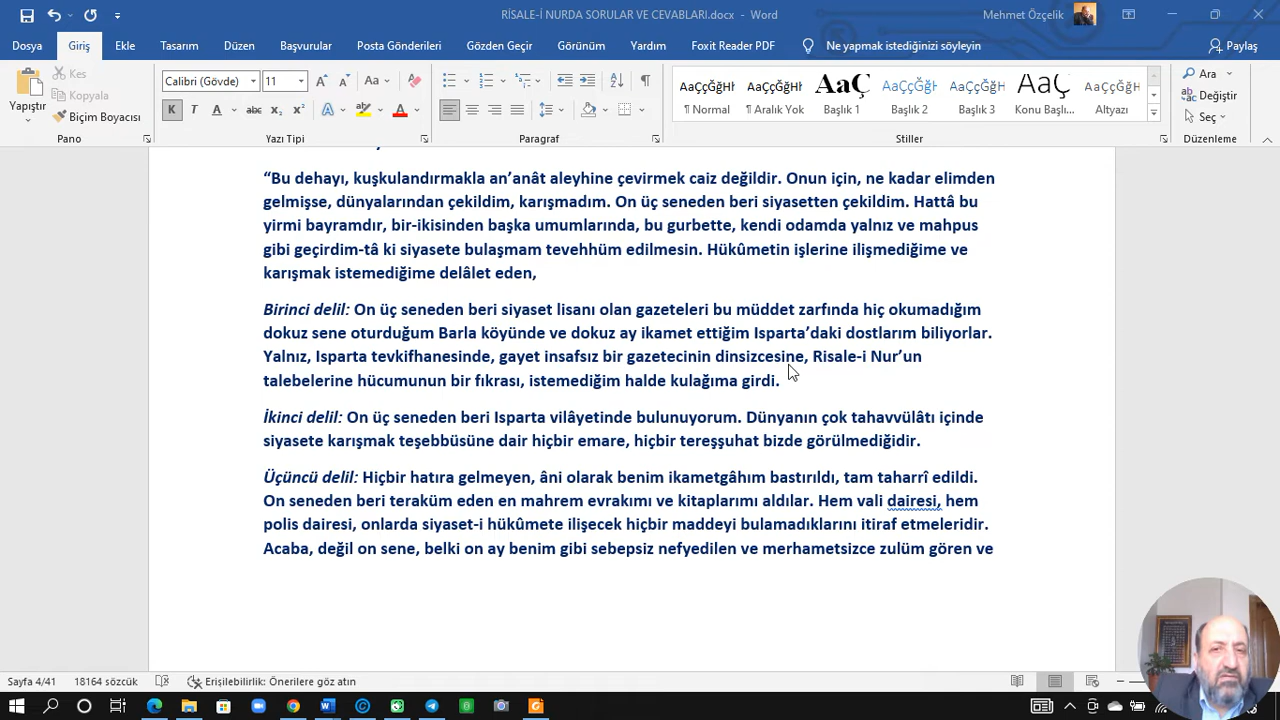 RİSALE-İ NURDA SORULAR VE CEVABLARI.docx - Word
Mehmet Özçelik
Dosya Giriş Ekle Tasarım Düzen Başvurular Posta Gönderileri Gözden Geçir Görünüm Yardım Foxit Reader PDF Ne yapmak istediğinizi söyleyin Paylaş
Yapıştır
Kes
Kopyala
Biçim Boyacısı
Calibri (Gövde) 11
Aa
K T A abc x₂ x²
AaÇçĞğH AaÇçĞğH AaÇ AaÇçĞğH AaÇçĞğH AaÇ AaÇçĞğH
¶ Normal ¶ Aralık Yok Başlık 1 Başlık 2 Başlık 3 Konu Başlı... Altyazı
Ara
Değiştir
Seç
Pano Yazı Tipi Paragraf Stiller Düzenleme
“Bu dehayı, kuşkulandırmakla an’anât aleyhine çevirmek caiz değildir. Onun için, ne kadar elimden
gelmişse, dünyalarından çekildim, karışmadım. On üç seneden beri siyasetten çekildim. Hattâ bu
yirmi bayramdır, bir-ikisinden başka umumlarında, bu gurbette, kendi odamda yalnız ve mahpus
gibi geçirdim-tâ ki siyasete bulaşmam tevehhüm edilmesin. Hükûmetin işlerine ilişmediğime ve
karışmak istemediğime delâlet eden,
Birinci delil: On üç seneden beri siyaset lisanı olan gazeteleri bu müddet zarfında hiç okumadığım
dokuz sene oturduğum Barla köyünde ve dokuz ay ikamet ettiğim Isparta’daki dostlarım biliyorlar.
Yalnız, Isparta tevkifhanesinde, gayet insafsız bir gazetecinin dinsizcesine, Risale-i Nur’un
talebelerine hücumunun bir fıkrası, istemediğim halde kulağıma girdi.
İkinci delil: On üç seneden beri Isparta vilâyetinde bulunuyorum. Dünyanın çok tahavvülâtı içinde
siyasete karışmak teşebbüsüne dair hiçbir emare, hiçbir tereşşuhat bizde görülmediğidir.
Üçüncü delil: Hiçbir hatıra gelmeyen, âni olarak benim ikametgâhım bastırıldı, tam taharrî edildi.
On seneden beri teraküm eden en mahrem evrakımı ve kitaplarımı aldılar. Hem vali dairesi, hem
polis dairesi, onlarda siyaset-i hükûmete ilişecek hiçbir maddeyi bulamadıklarını itiraf etmeleridir.
Acaba, değil on sene, belki on ay benim gibi sebepsiz nefyedilen ve merhametsizce zulüm gören ve
Sayfa 4/41 18164 sözcük Erişilebilirlik: Önerilere göz atın